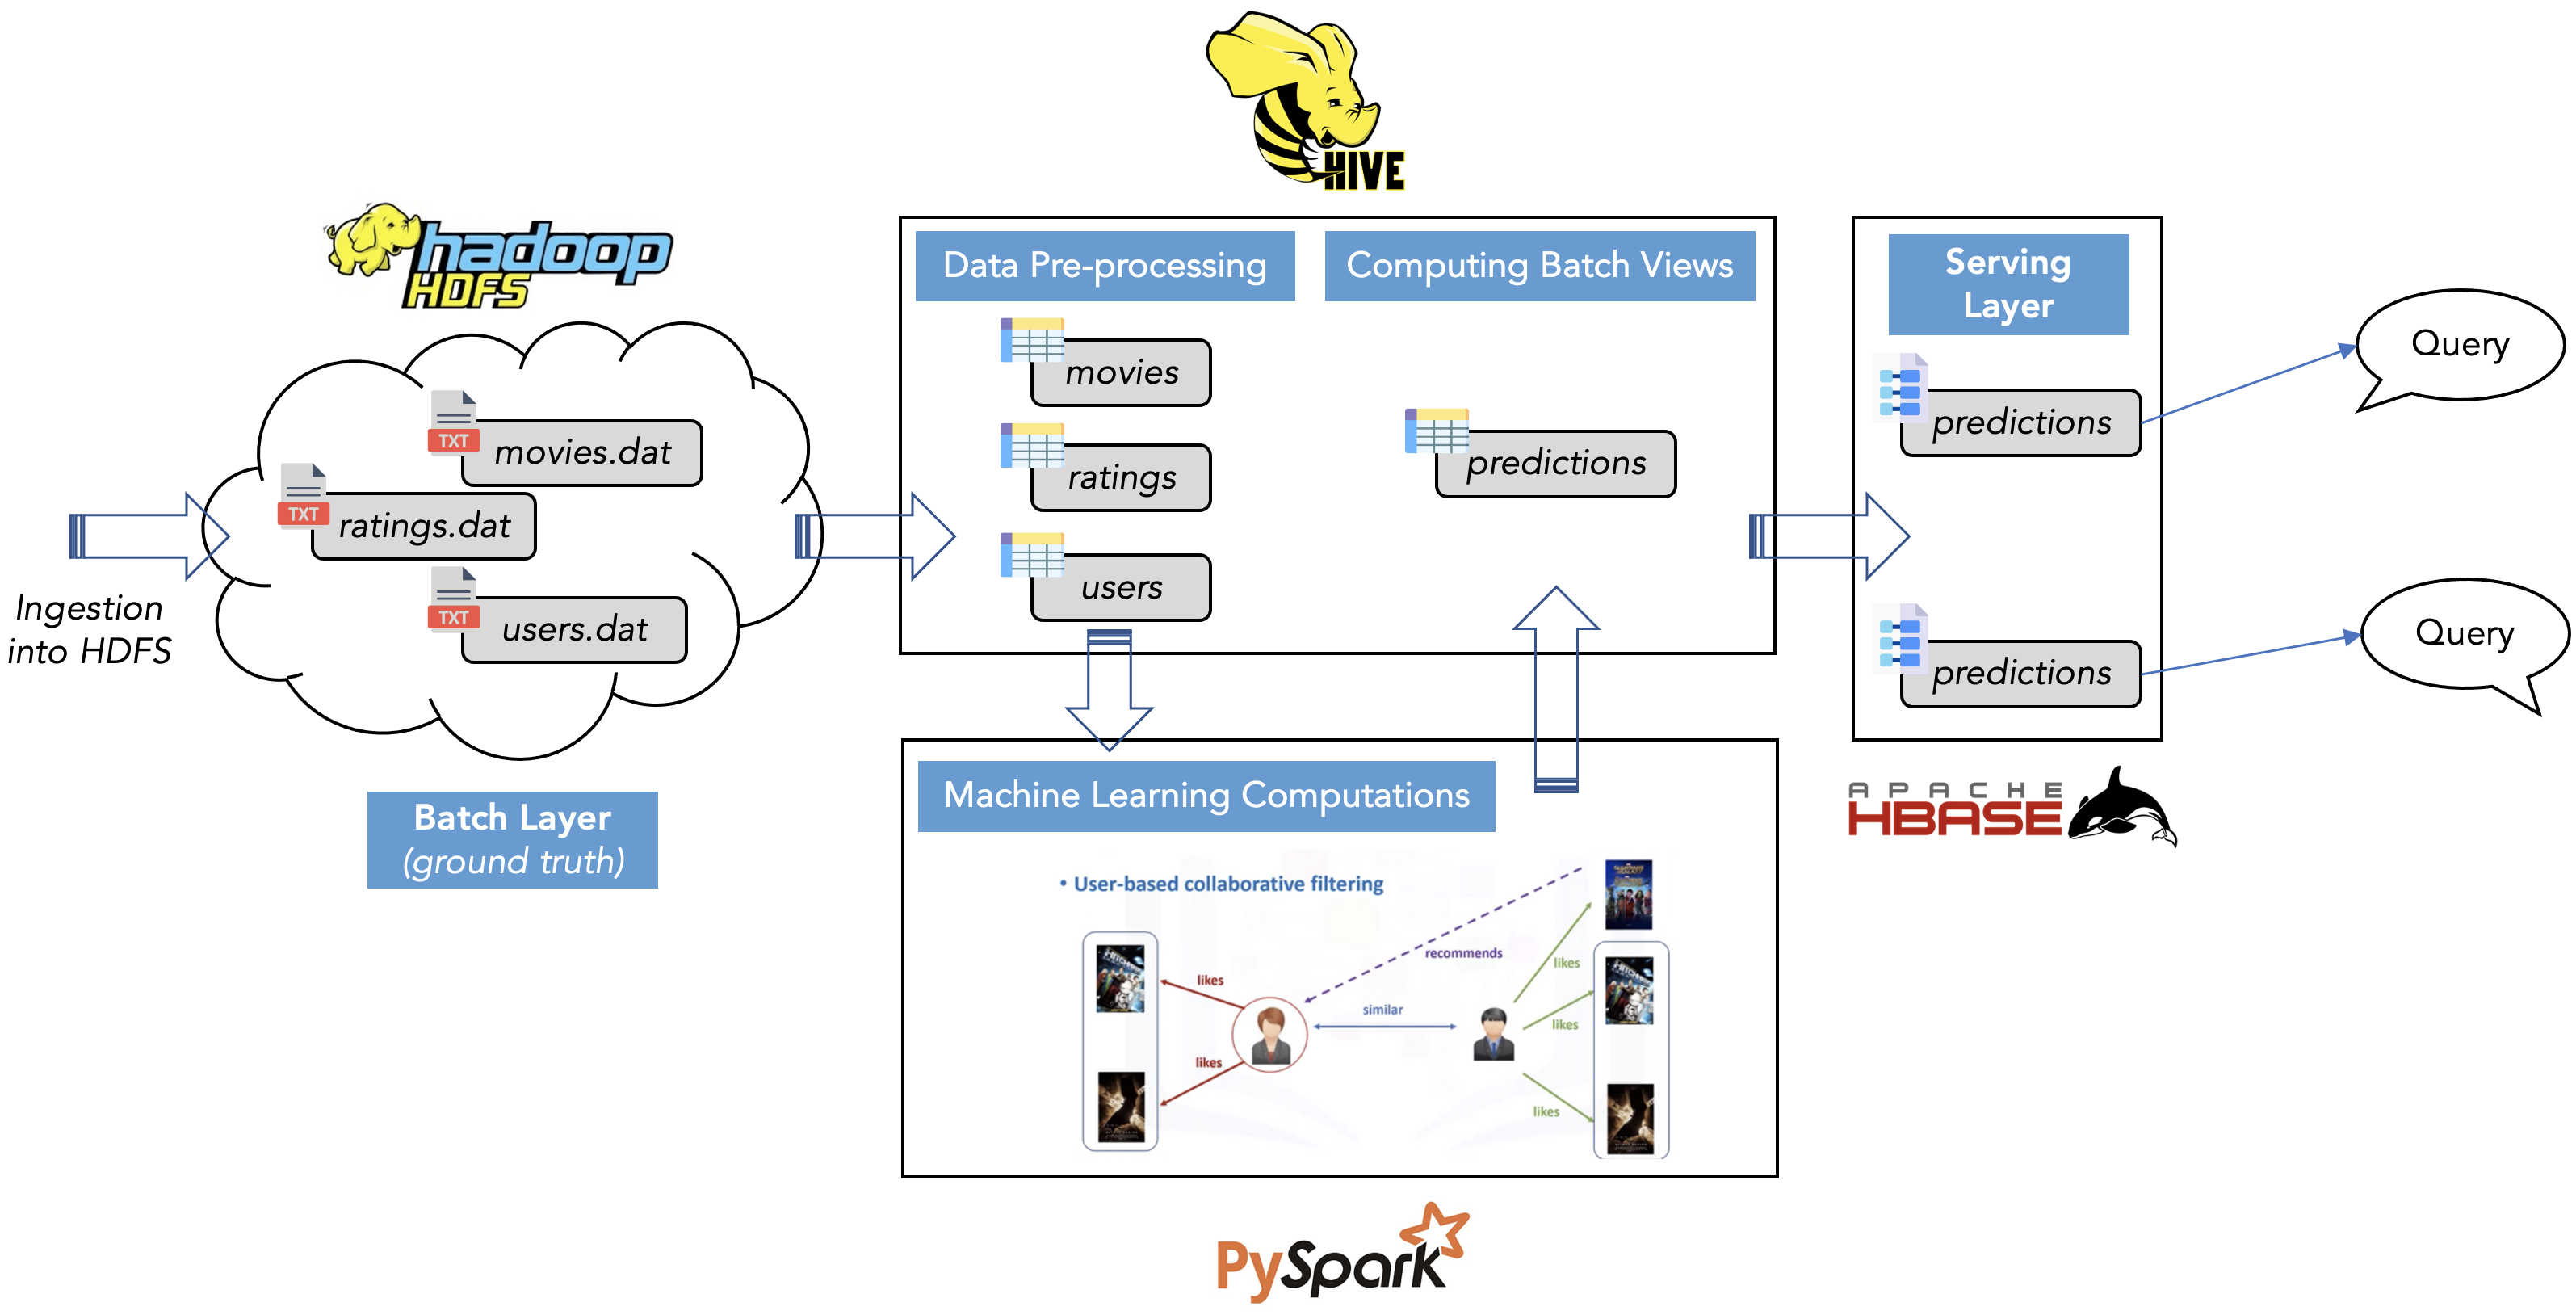 HIVE
hadoop
HDFS
TXT
movies.dat
TXT
ratings.dat
TXT
users.dat
Ingestion
into HDFS
Batch Layer
(ground truth)
Data Pre-processing
movies
ratings
users
Computing Batch Views
predictions
Machine Learning Computations
• User-based collaborative filtering
recommends
likes
likes
similar
likes
likes
likes
PySpark
Serving
Layer
predictions
predictions
APACHE
HBASE
Query
Query